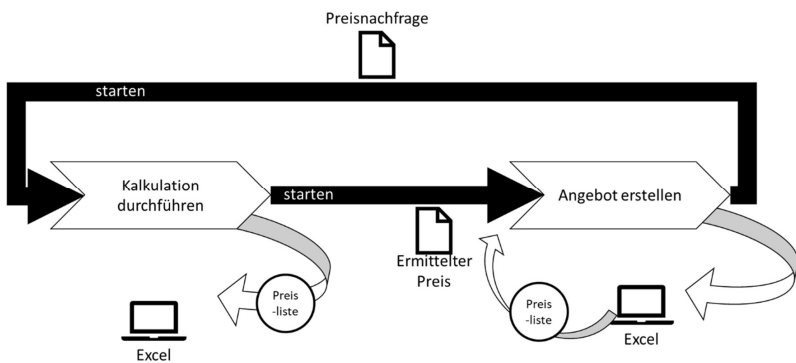 Preisnachfrage
starten
Kalkulation
durchführen
starten
Angebot erstellen
Ermittelter
Preis
Preis
-liste
Preis
-liste
Excel
Excel